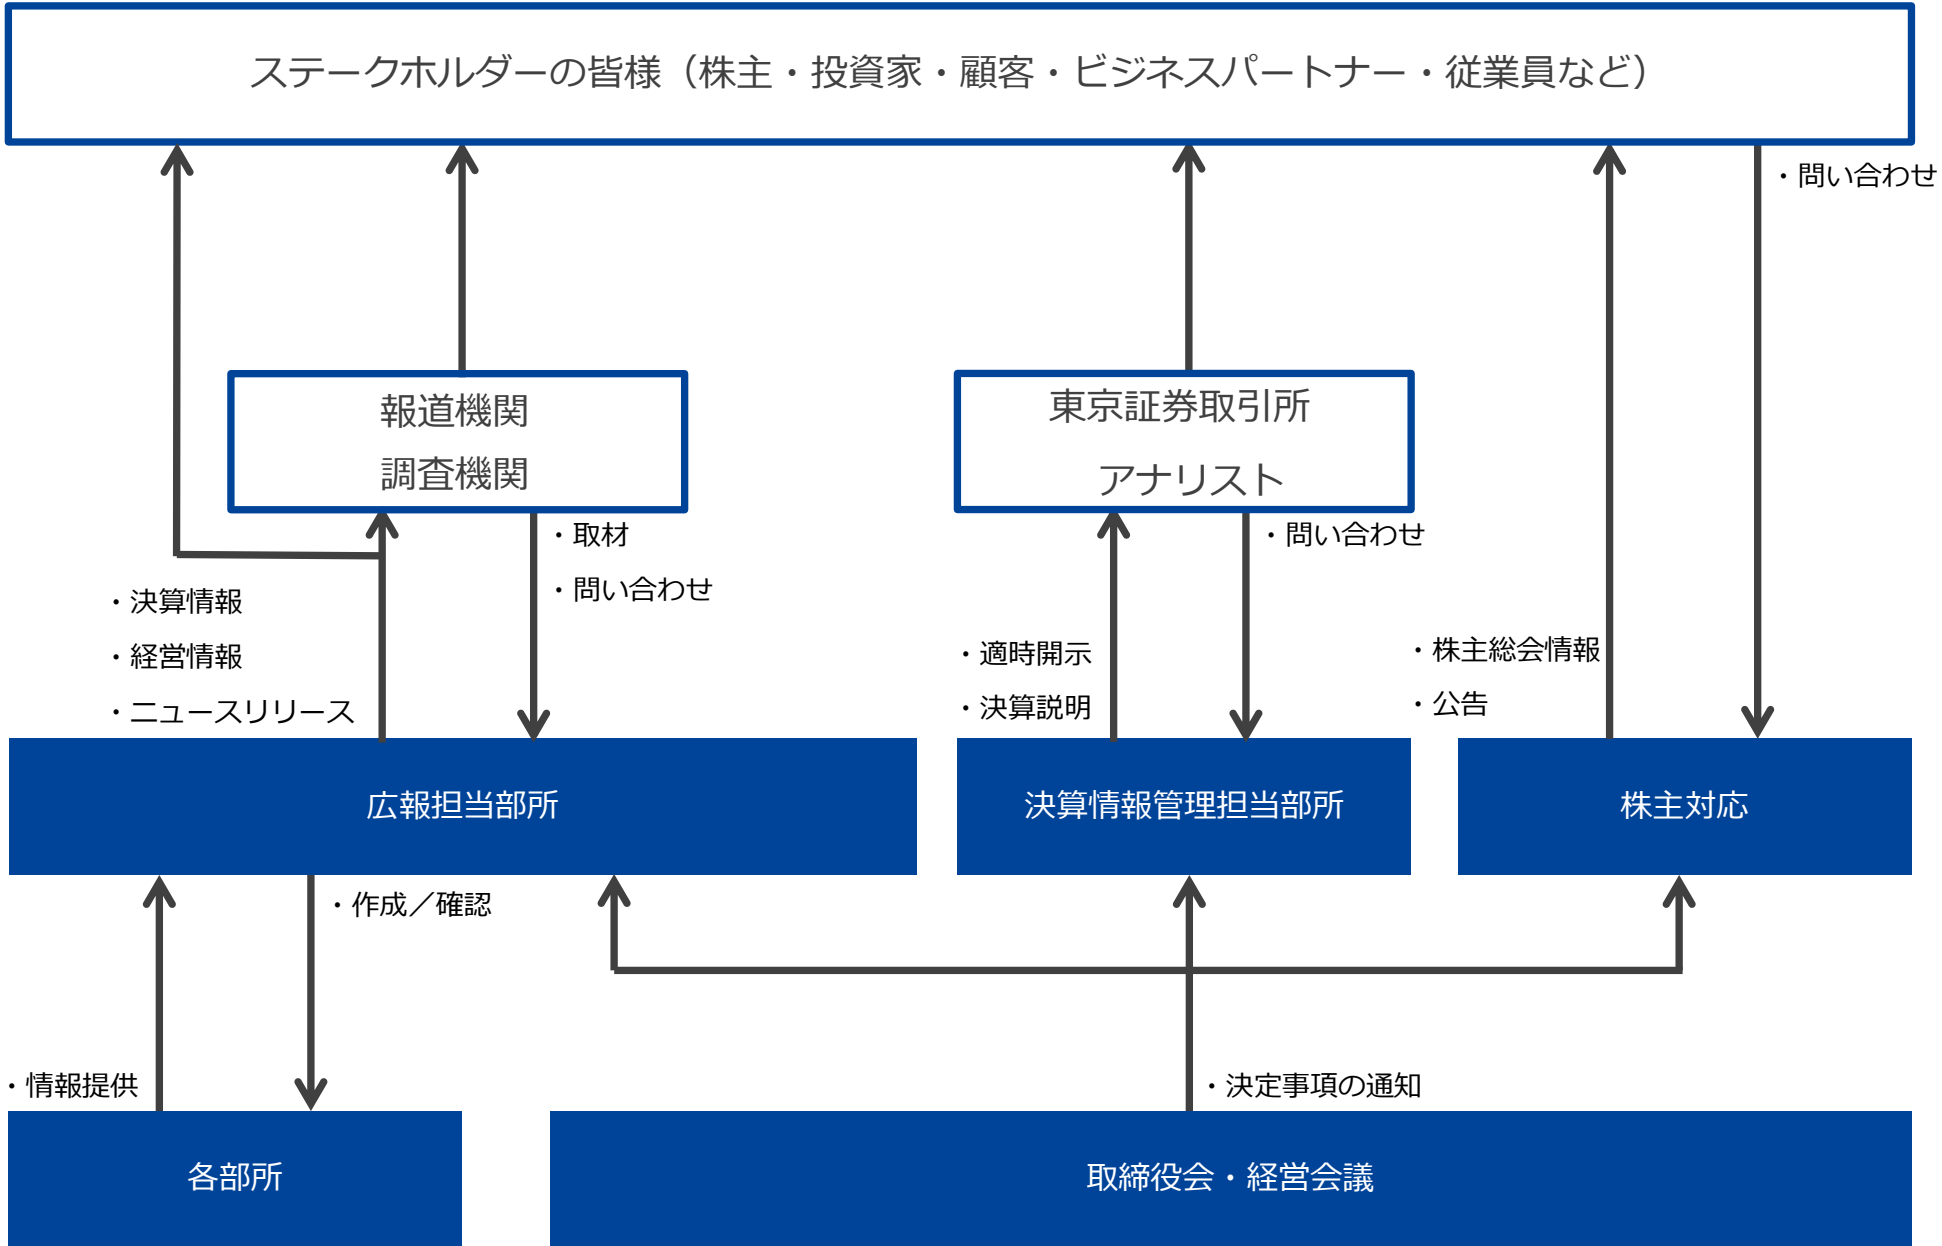 ステークホルダーの皆様（株主・投資家・顧客・ビジネスパートナー・従業員など）
・問い合わせ
報道機関
調査機関
東京証券取引所
アナリスト
・取材
・問い合わせ
・問い合わせ
・決算情報
・経営情報
・ニュースリリース
・適時開示
・決算説明
・株主総会情報
・公告
広報担当部所
決算情報管理担当部所
株主対応
・作成／確認
・情報提供
・決定事項の通知
各部所
取締役会・経営会議